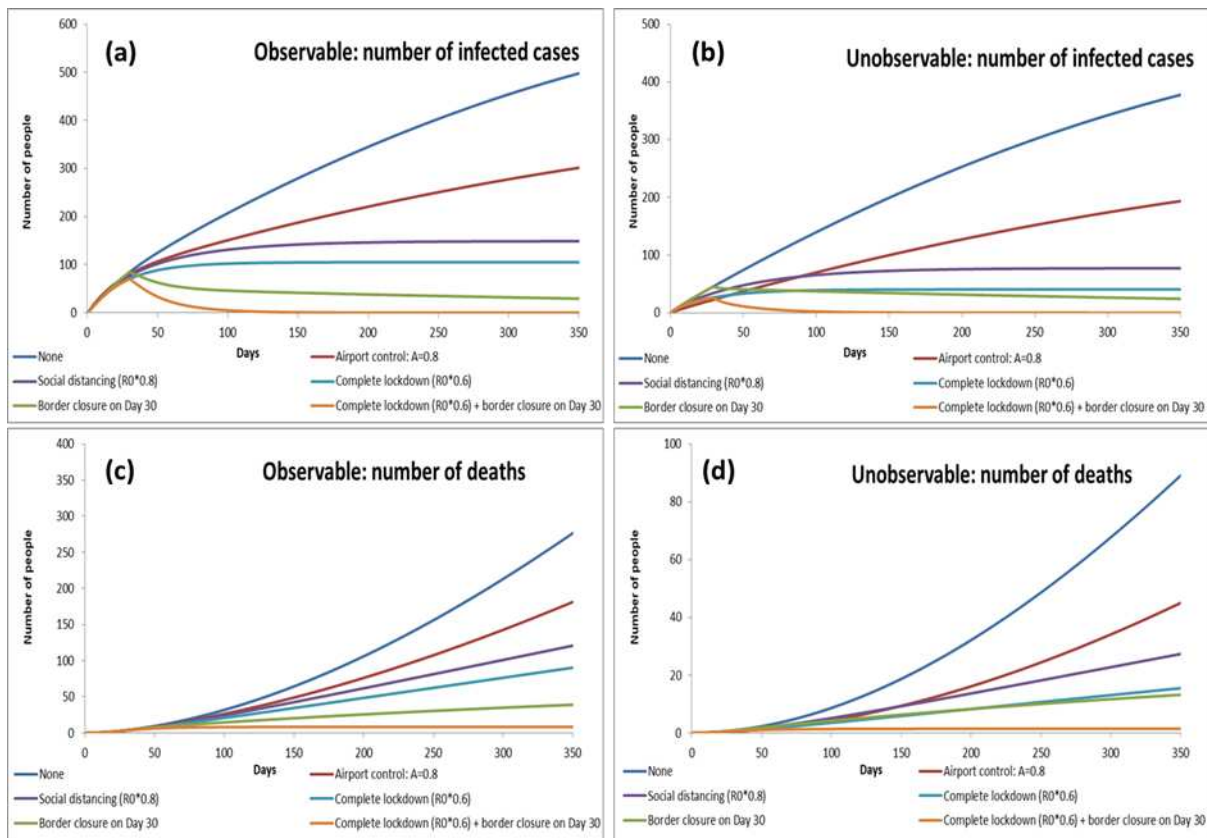 (a) Observable: number of infected cases
Number of people
600
500
400
300
200
100
0
0 50 100 150 200 250 300 350
Days
None
Airport control: A=0.8
Social distancing (R0*0.8)
Complete lockdown (R0*0.6)
Border closure on Day 30
Complete lockdown (R0*0.6) + border closure on Day 30
(b) Unobservable: number of infected cases
Number of people
500
400
300
200
100
0
0 50 100 150 200 250 300 350
Days
None
Airport control: A=0.8
Social distancing (R0*0.8)
Complete lockdown (R0*0.6)
Border closure on Day 30
Complete lockdown (R0*0.6) + border closure on Day 30
(c) Observable: number of deaths
Number of people
400
350
300
250
200
150
100
50
0
0 50 100 150 200 250 300 350
Days
None
Airport control: A=0.8
Social distancing (R0*0.8)
Complete lockdown (R0*0.6)
Border closure on Day 30
Complete lockdown (R0*0.6) + border closure on Day 30
(d) Unobservable: number of deaths
Number of people
100
80
60
40
20
0
0 50 100 150 200 250 300 350
Days
None
Airport control: A=0.8
Social distancing (R0*0.8)
Complete lockdown (R0*0.6)
Border closure on Day 30
Complete lockdown (R0*0.6) + border closure on Day 30